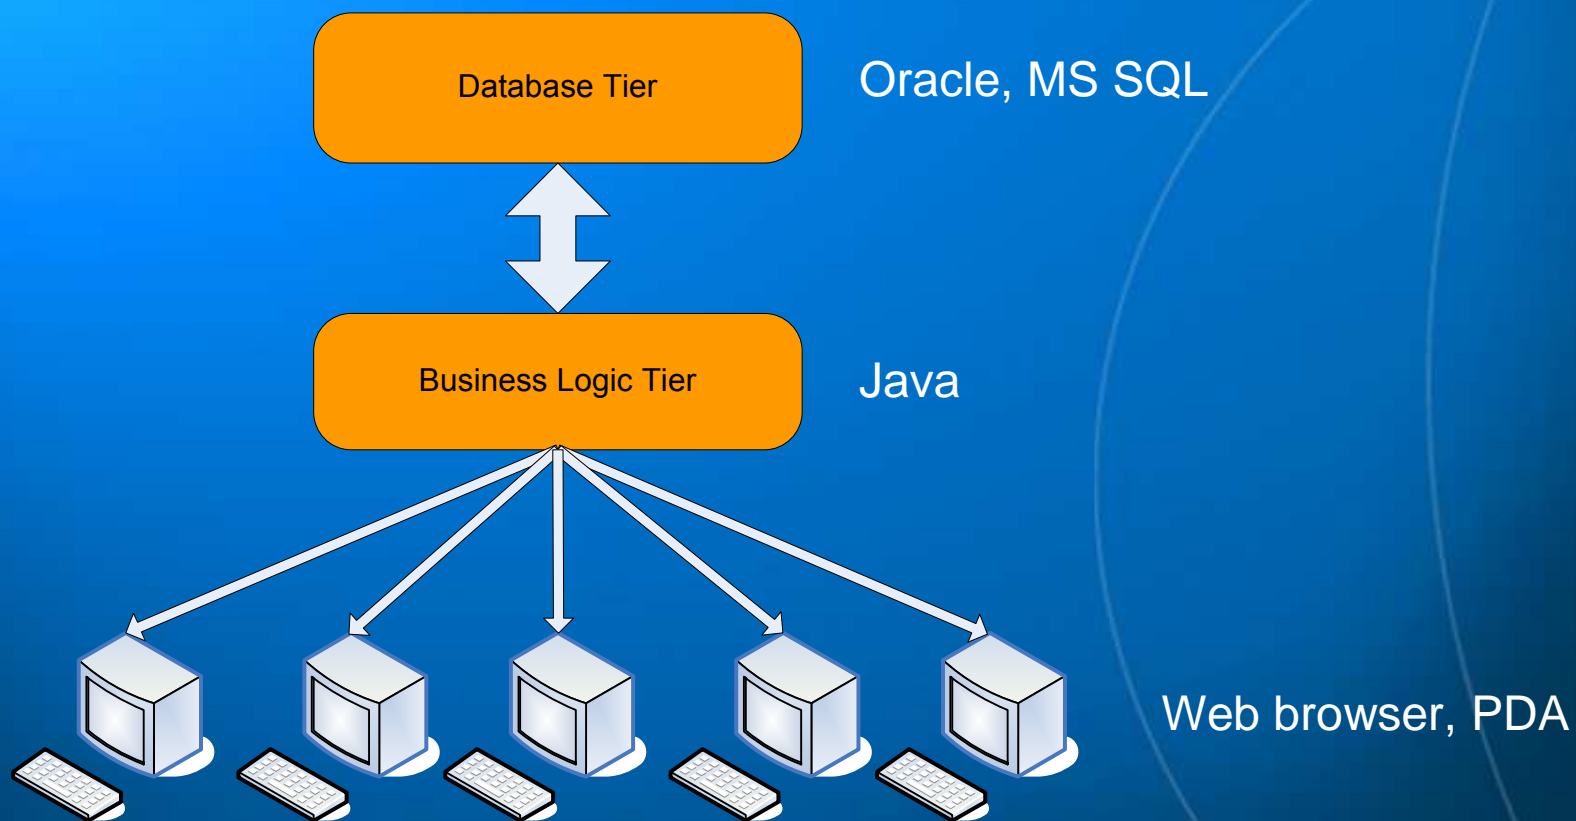 Database Tier
Oracle, MS SQL
Business Logic Tier
Java
Web browser, PDA